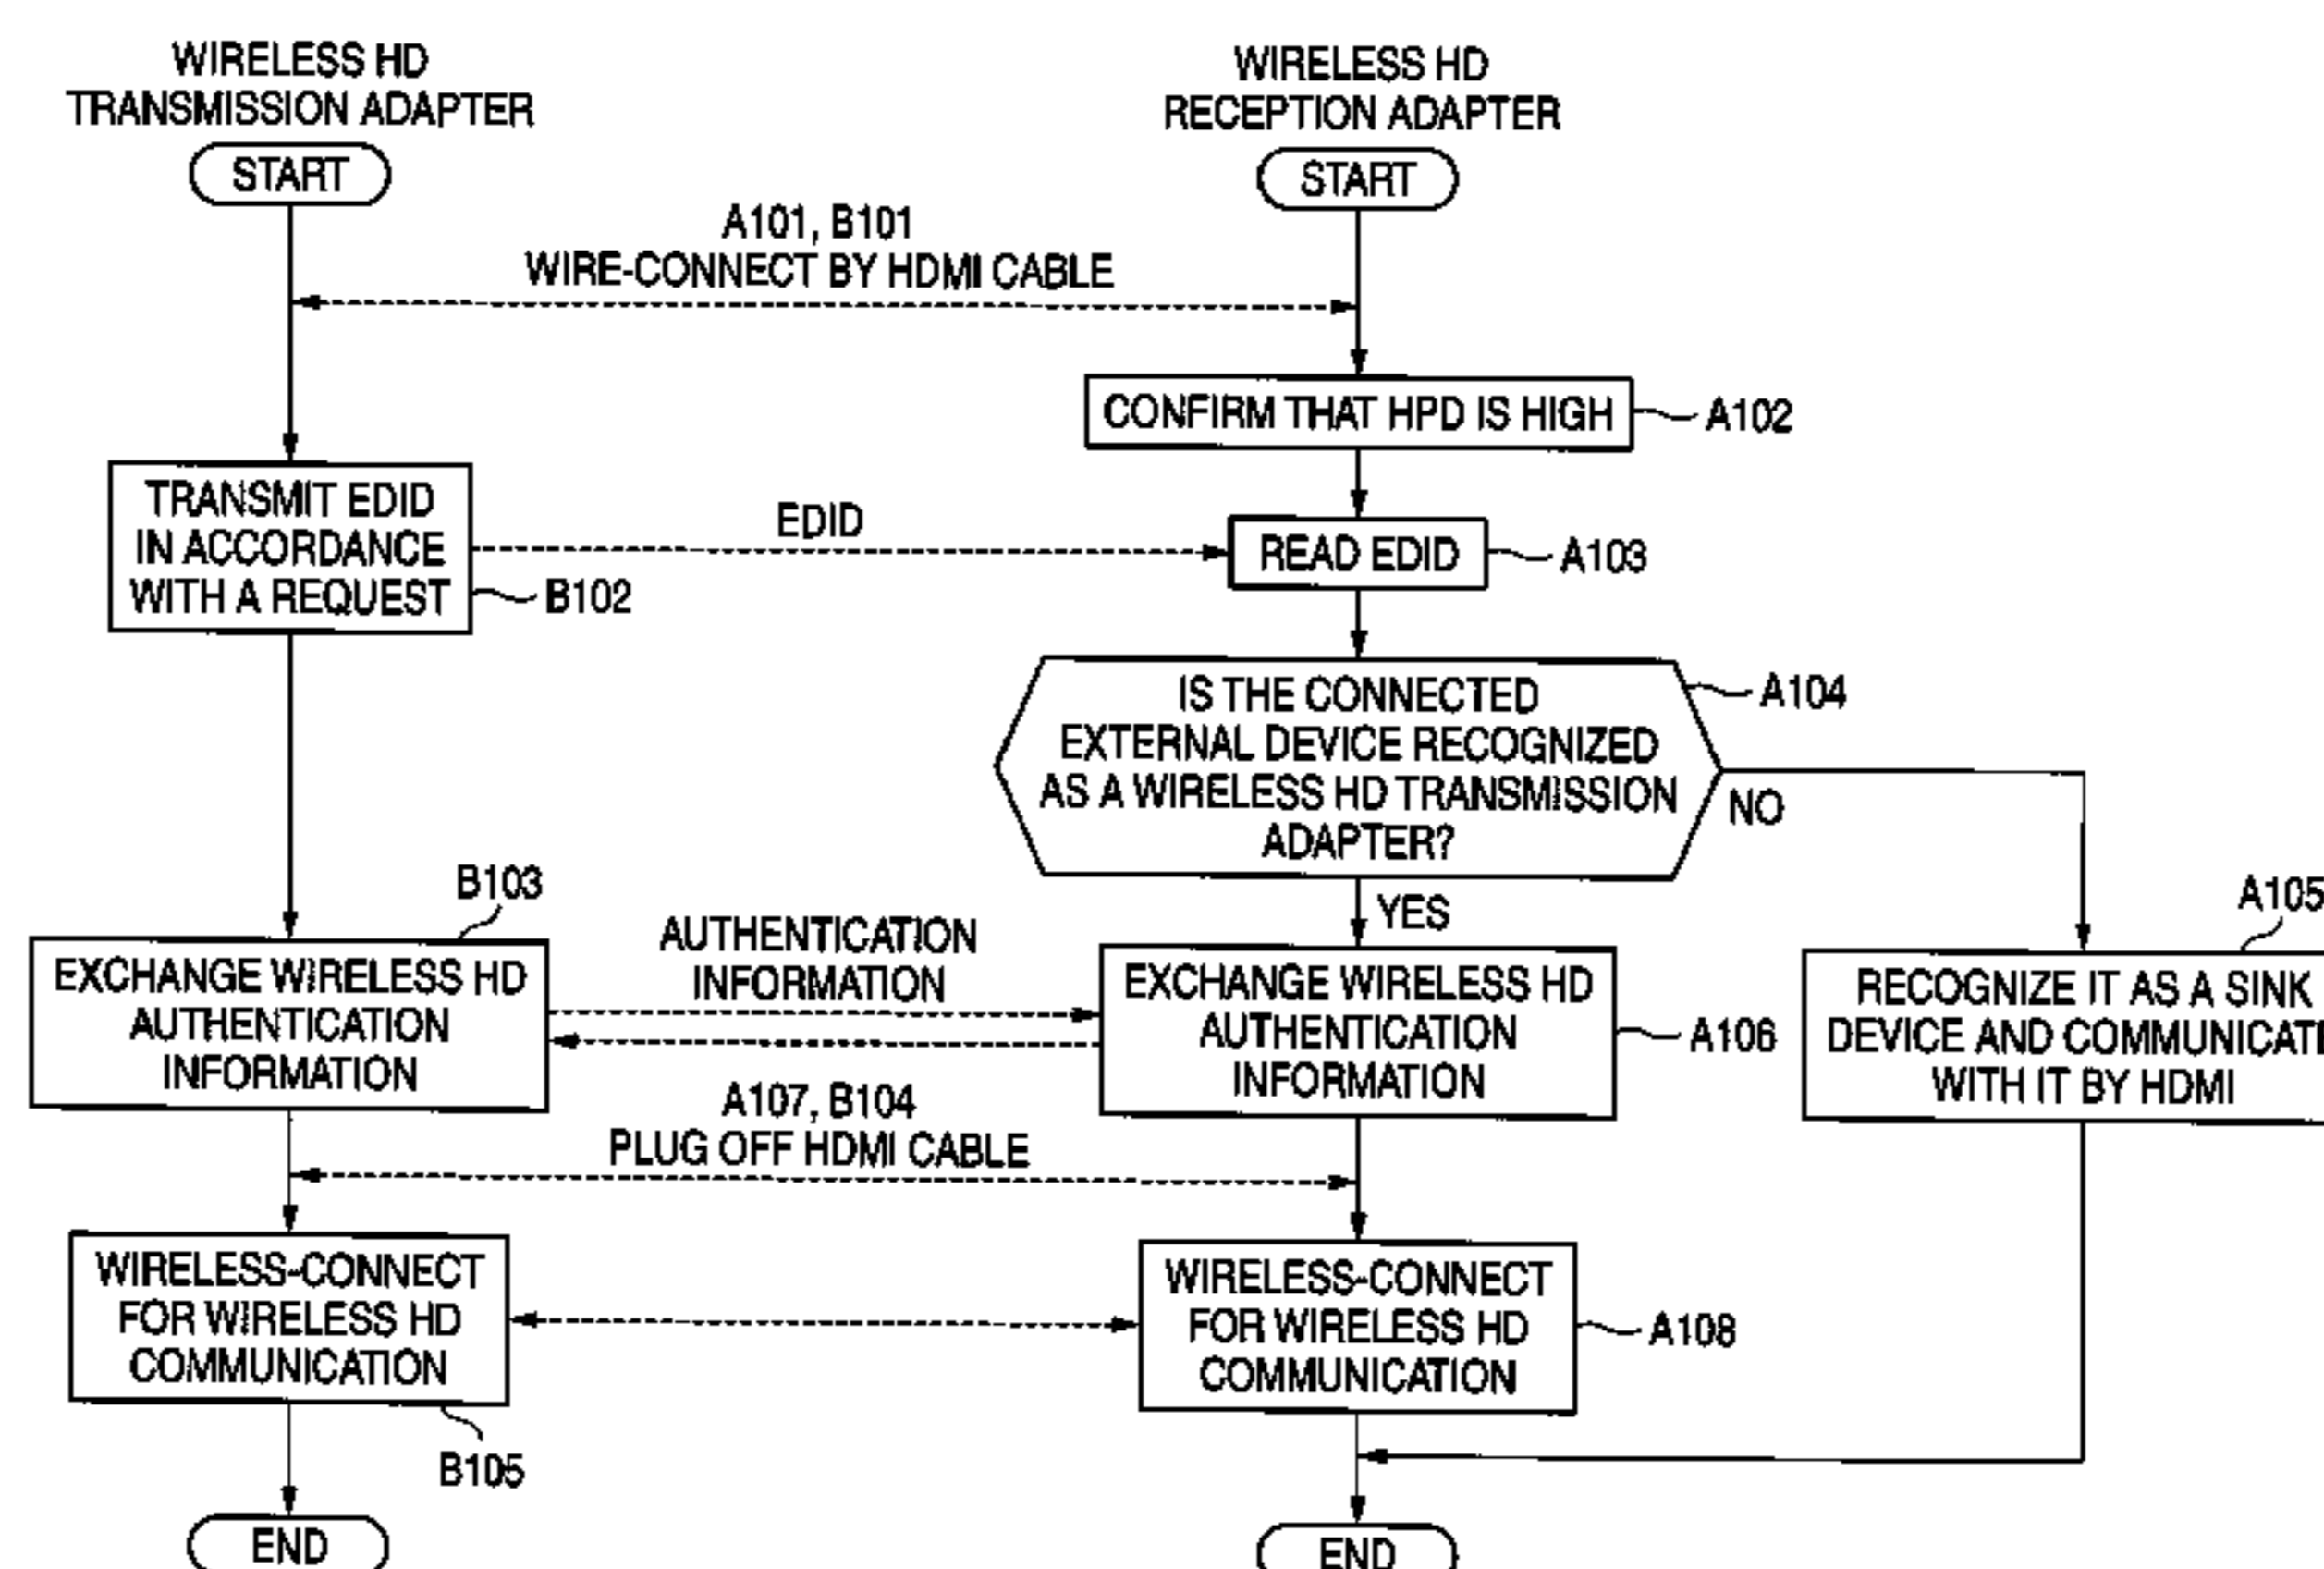 WIRELESS HD
TRANSMISSION ADAPTER
START
WIRELESS HD
RECEPTION ADAPTER
START
A101, B101
WIRE-CONNECT BY HDMI CABLE
CONFIRM THAT HPD IS HIGH
A102
TRANSMIT EDID
IN ACCORDANCE
WITH A REQUEST
B102
EDID
READ EDID
A103
IS THE CONNECTED
EXTERNAL DEVICE RECOGNIZED
AS A WIRELESS HD TRANSMISSION
ADAPTER?
A104
NO
YES
B103
EXCHANGE WIRELESS HD
AUTHENTICATION
INFORMATION
AUTHENTICATION
INFORMATION
EXCHANGE WIRELESS HD
AUTHENTICATION
INFORMATION
A106
A105
RECOGNIZE IT AS A SINK
DEVICE AND COMMUNICATE
WITH IT BY HDMI
A107, B104
PLUG OFF HDMI CABLE
WIRELESS-CONNECT
FOR WIRELESS HD
COMMUNICATION
B105
WIRELESS-CONNECT
FOR WIRELESS HD
COMMUNICATION
A108
END
END